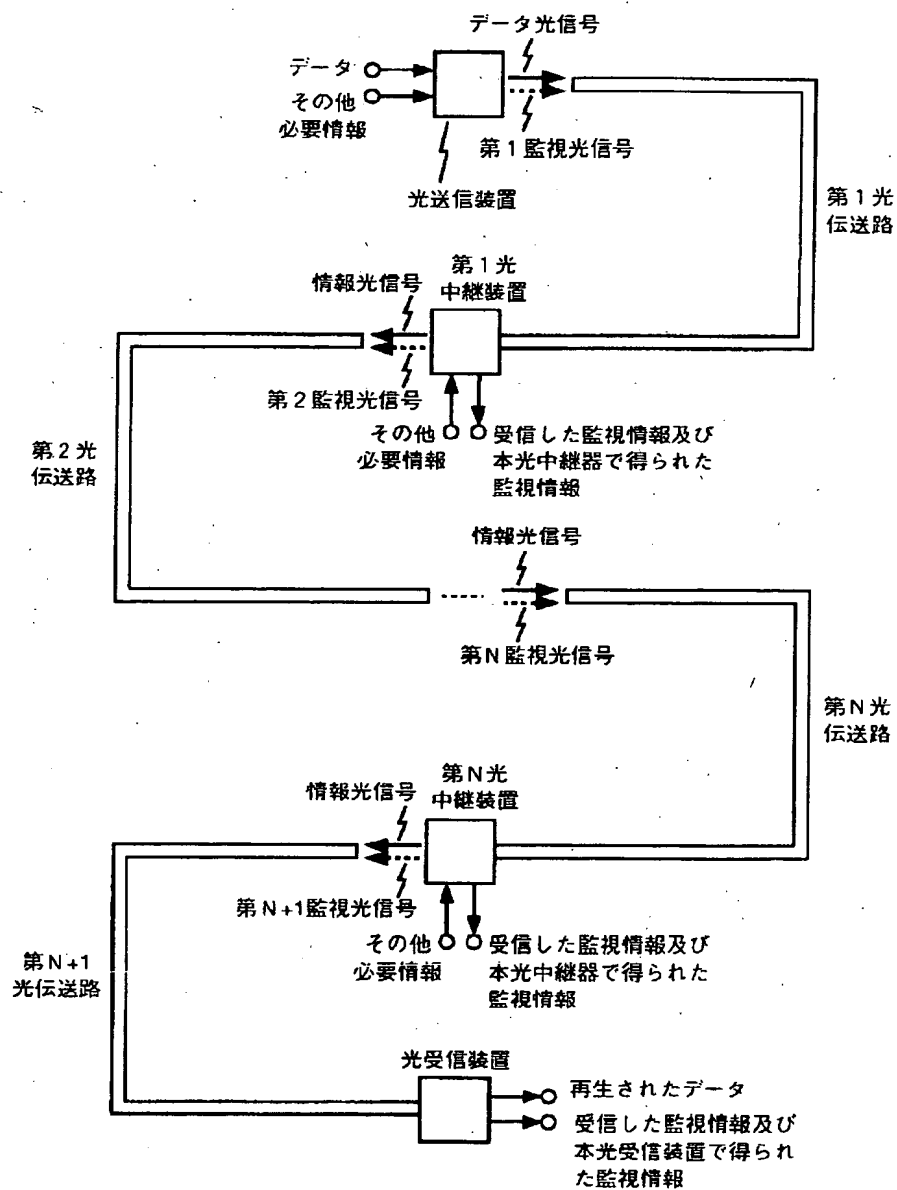 データ光信号
データ
その他
必要情報
第1監視光信号
光送信装置
第1光
伝送路
第1光
中継装置
情報光信号
第2監視光信号
その他
必要情報
受信した監視情報及び
本光中継器で得られた
監視情報
第2光
伝送路
情報光信号
第N監視光信号
第N光
伝送路
第N光
中継装置
情報光信号
第N+1監視光信号
その他
必要情報
受信した監視情報及び
本光中継器で得られた
監視情報
第N+1
光伝送路
光受信装置
再生されたデータ
受信した監視情報及び
本光受信装置で得られ
た監視情報